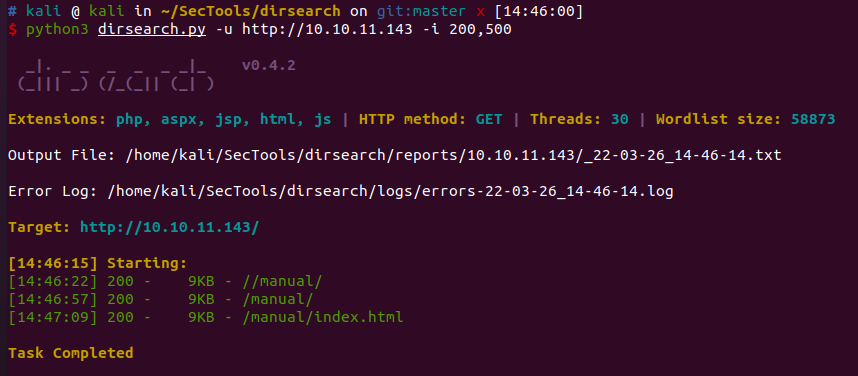 # kali @ kali in ~/SecTools/dirsearch on git:master x [14:46:00]
$ python3 dirsearch.py -u http://10.10.11.143 -i 200,500
_|. _ _ _ _ _ _|_ v0.4.2
(_||| _) (/_(_|| (_| )
Extensions: php, aspx, jsp, html, js | HTTP method: GET | Threads: 30 | Wordlist size: 58873
Output File: /home/kali/SecTools/dirsearch/reports/10.10.11.143/_22-03-26_14-46-14.txt
Error Log: /home/kali/SecTools/dirsearch/logs/errors-22-03-26_14-46-14.log
Target: http://10.10.11.143/
[14:46:15] Starting:
[14:46:22] 200 - 9KB - //manual/
[14:46:57] 200 - 9KB - /manual/
[14:47:09] 200 - 9KB - /manual/index.html
Task Completed